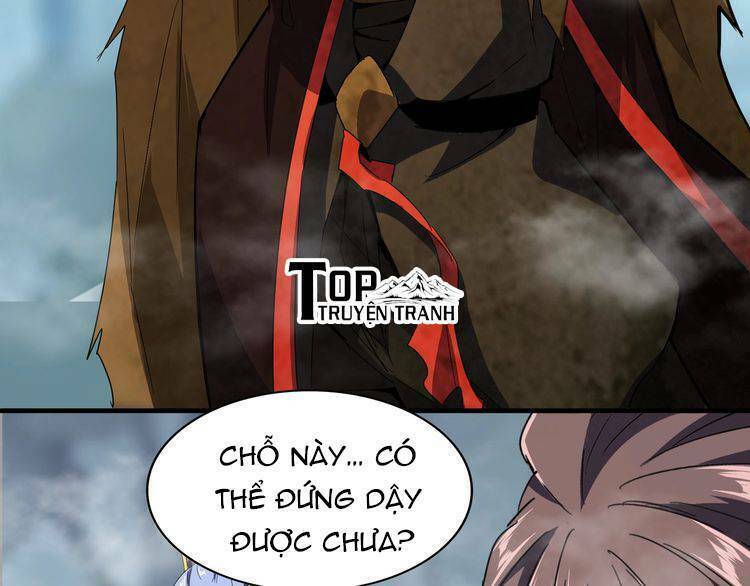 TOP
TRUYỆN TRANH
CHỖ NÀY... CÓ
THỂ ĐỨNG DẬY
ĐƯỢC CHƯA?